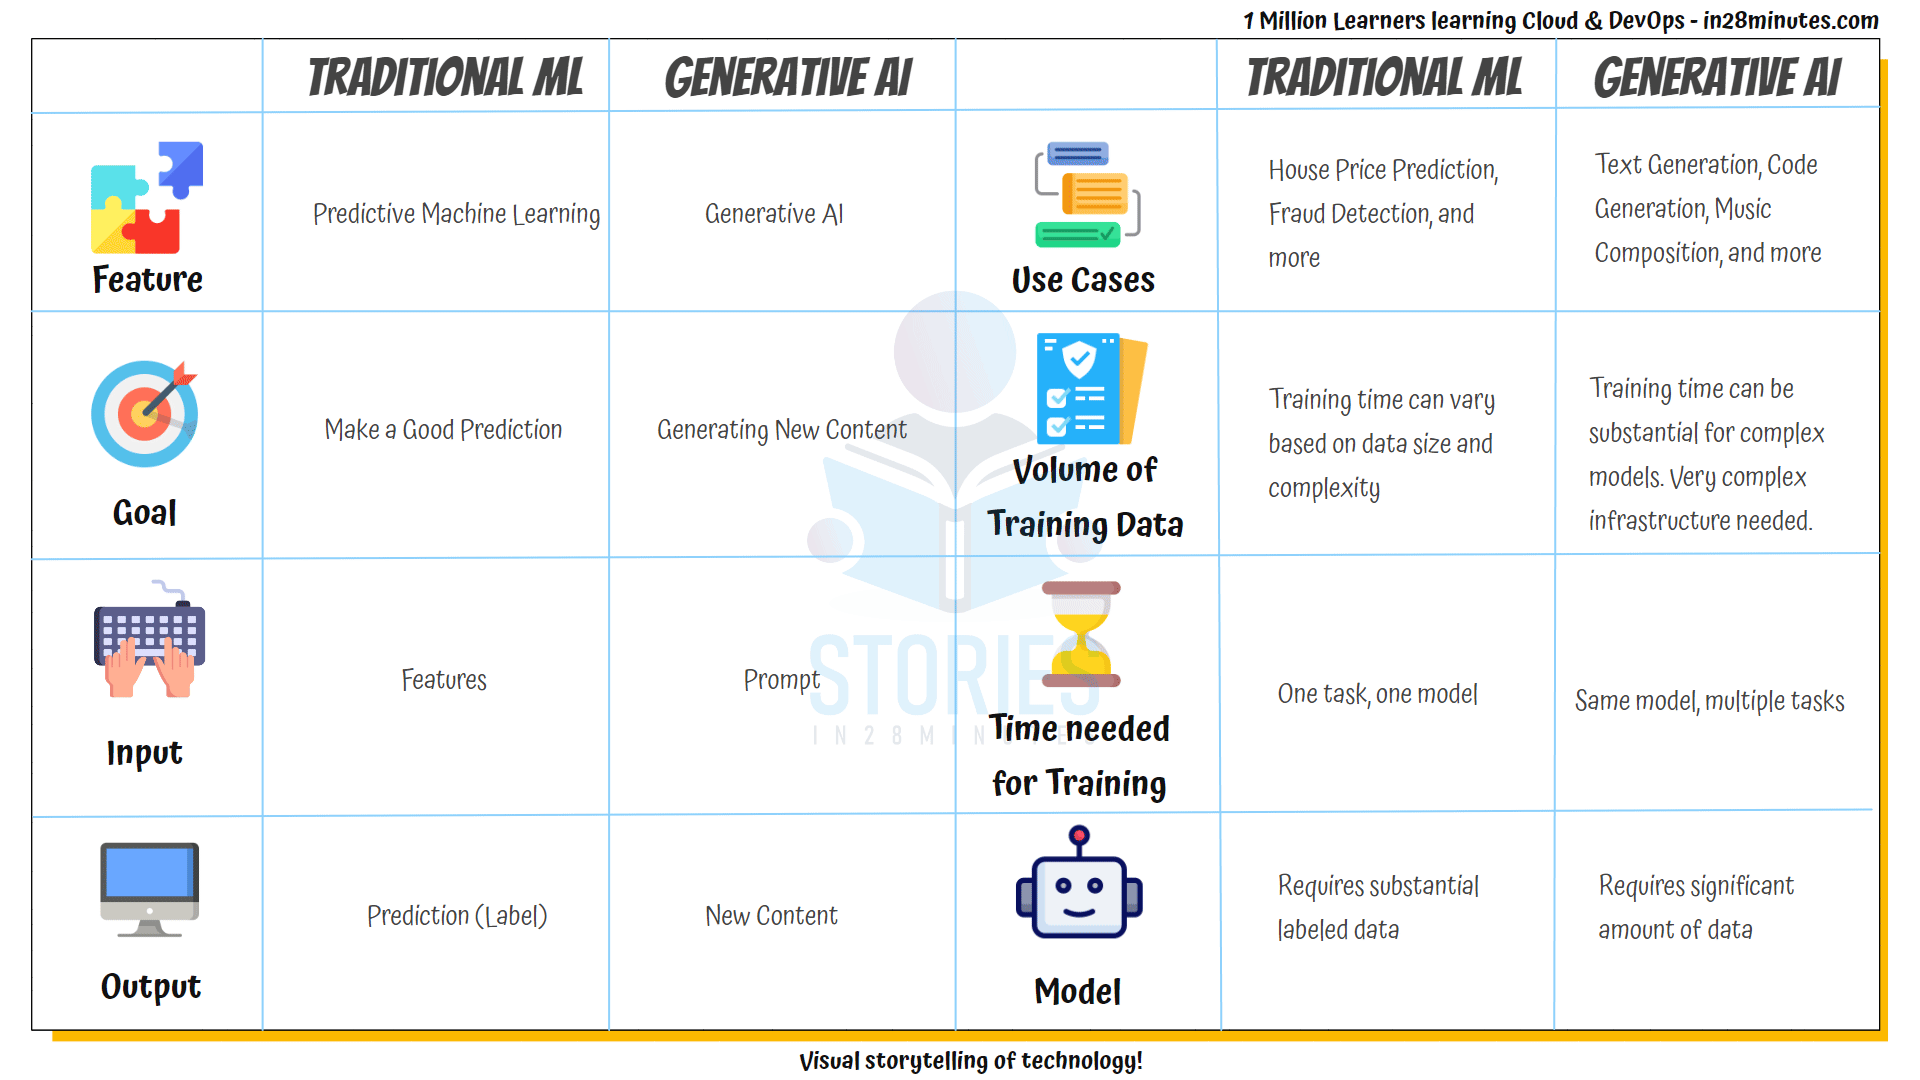 1 Million Learners learning Cloud & DevOps - in28minutes.com
TRADITIONAL ML
GENERATIVE AI
TRADITIONAL ML
GENERATIVE AI
Feature
Predictive Machine Learning
Generative AI
Use Cases
House Price Prediction,
Fraud Detection, and
more
Text Generation, Code
Generation, Music
Composition, and more
Goal
Make a Good Prediction
Generating New Content
Volume of
Training Data
Training time can vary
based on data size and
complexity
Training time can be
substantial for complex
models. Very complex
infrastructure needed.
Input
Features
Prompt
Time needed
for Training
One task, one model
Same model, multiple tasks
Output
Prediction (Label)
New Content
Model
Requires substantial
labeled data
Requires significant
amount of data
STORIES
IN28MINUTES
Visual storytelling of technology!